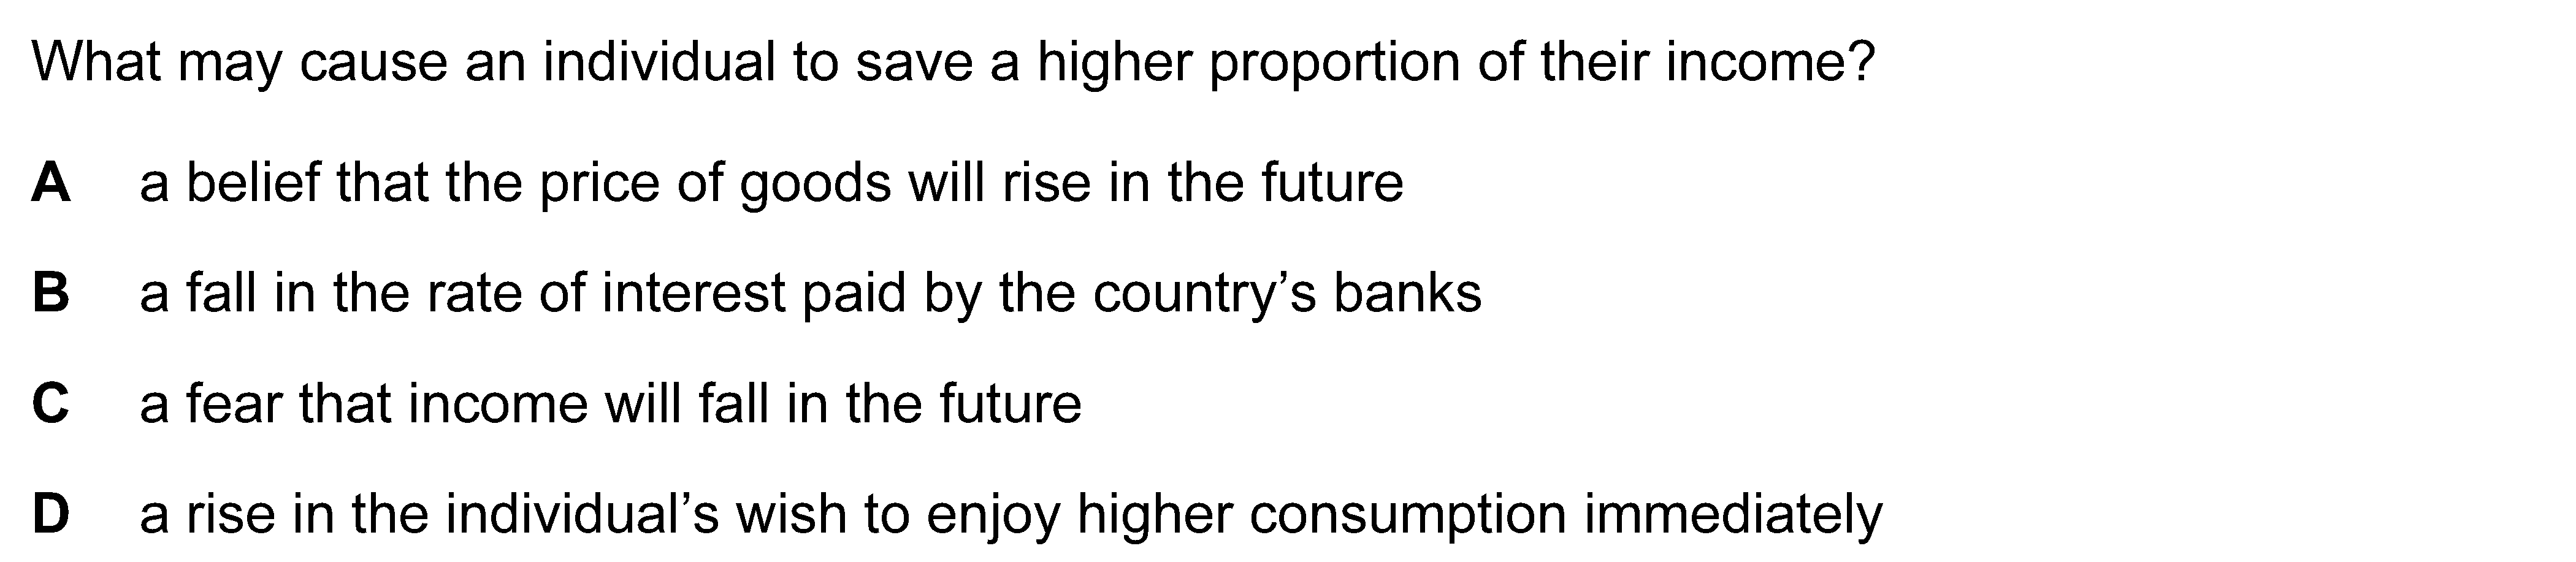 What may cause an individual to save a higher proportion of their income?
A a belief that the price of goods will rise in the future
B a fall in the rate of interest paid by the country’s banks
C a fear that income will fall in the future
D a rise in the individual’s wish to enjoy higher consumption immediately